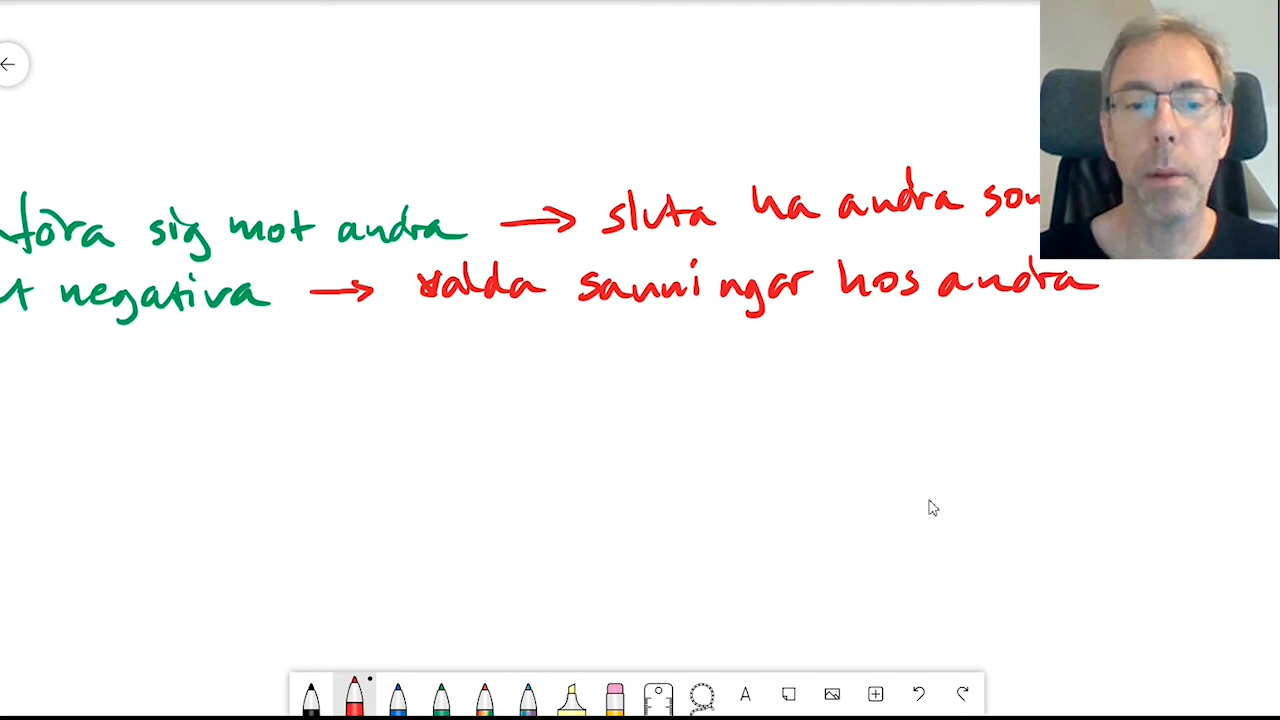 föra sig mot andra → sluta ha andra som
t negativa → valda sanningar hos andra
A